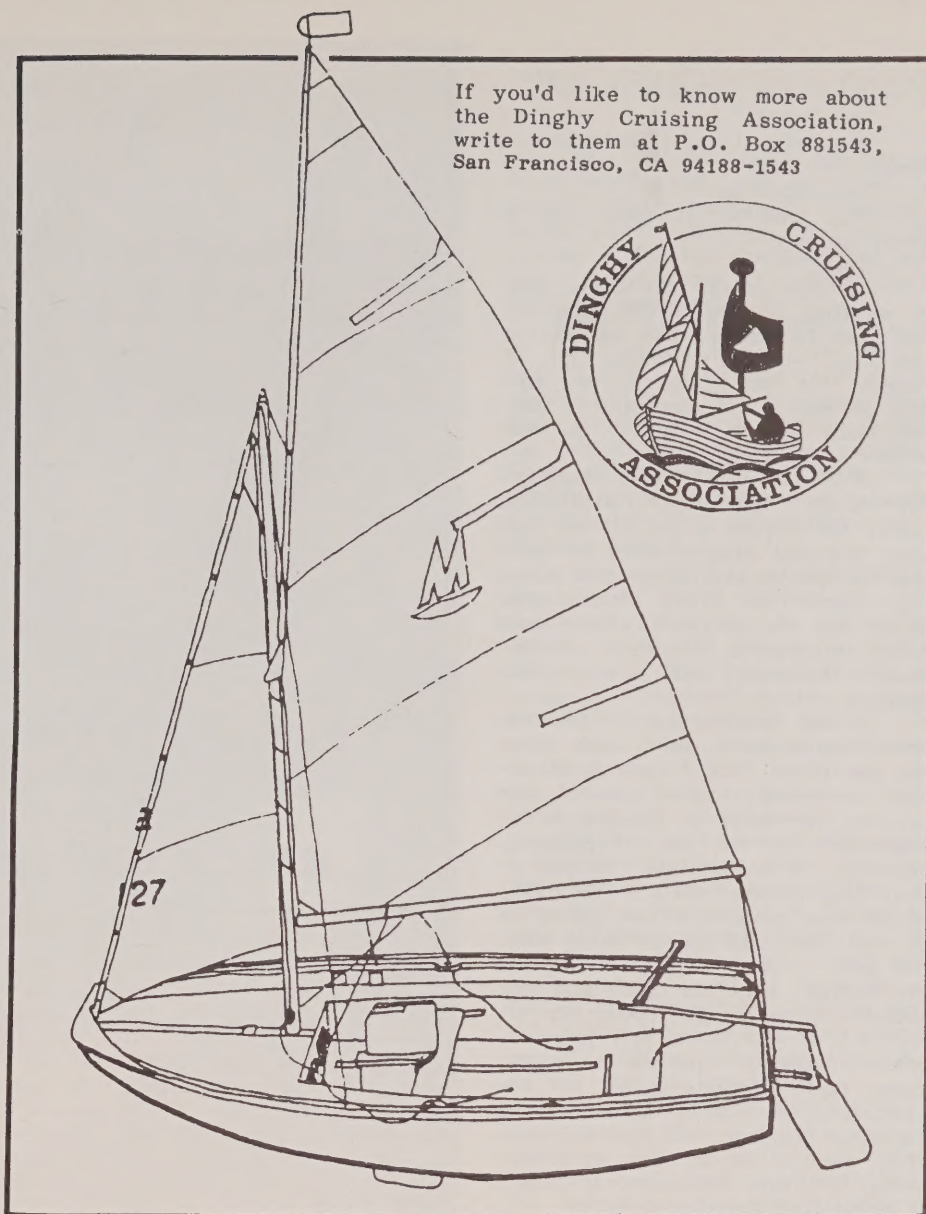 If you'd like to know more about
the Dinghy Cruising Association,
write to them at P.O. Box 881543,
San Francisco, CA 94188-1543
DINGHY CRUISING
ASSOCIATION
M
27